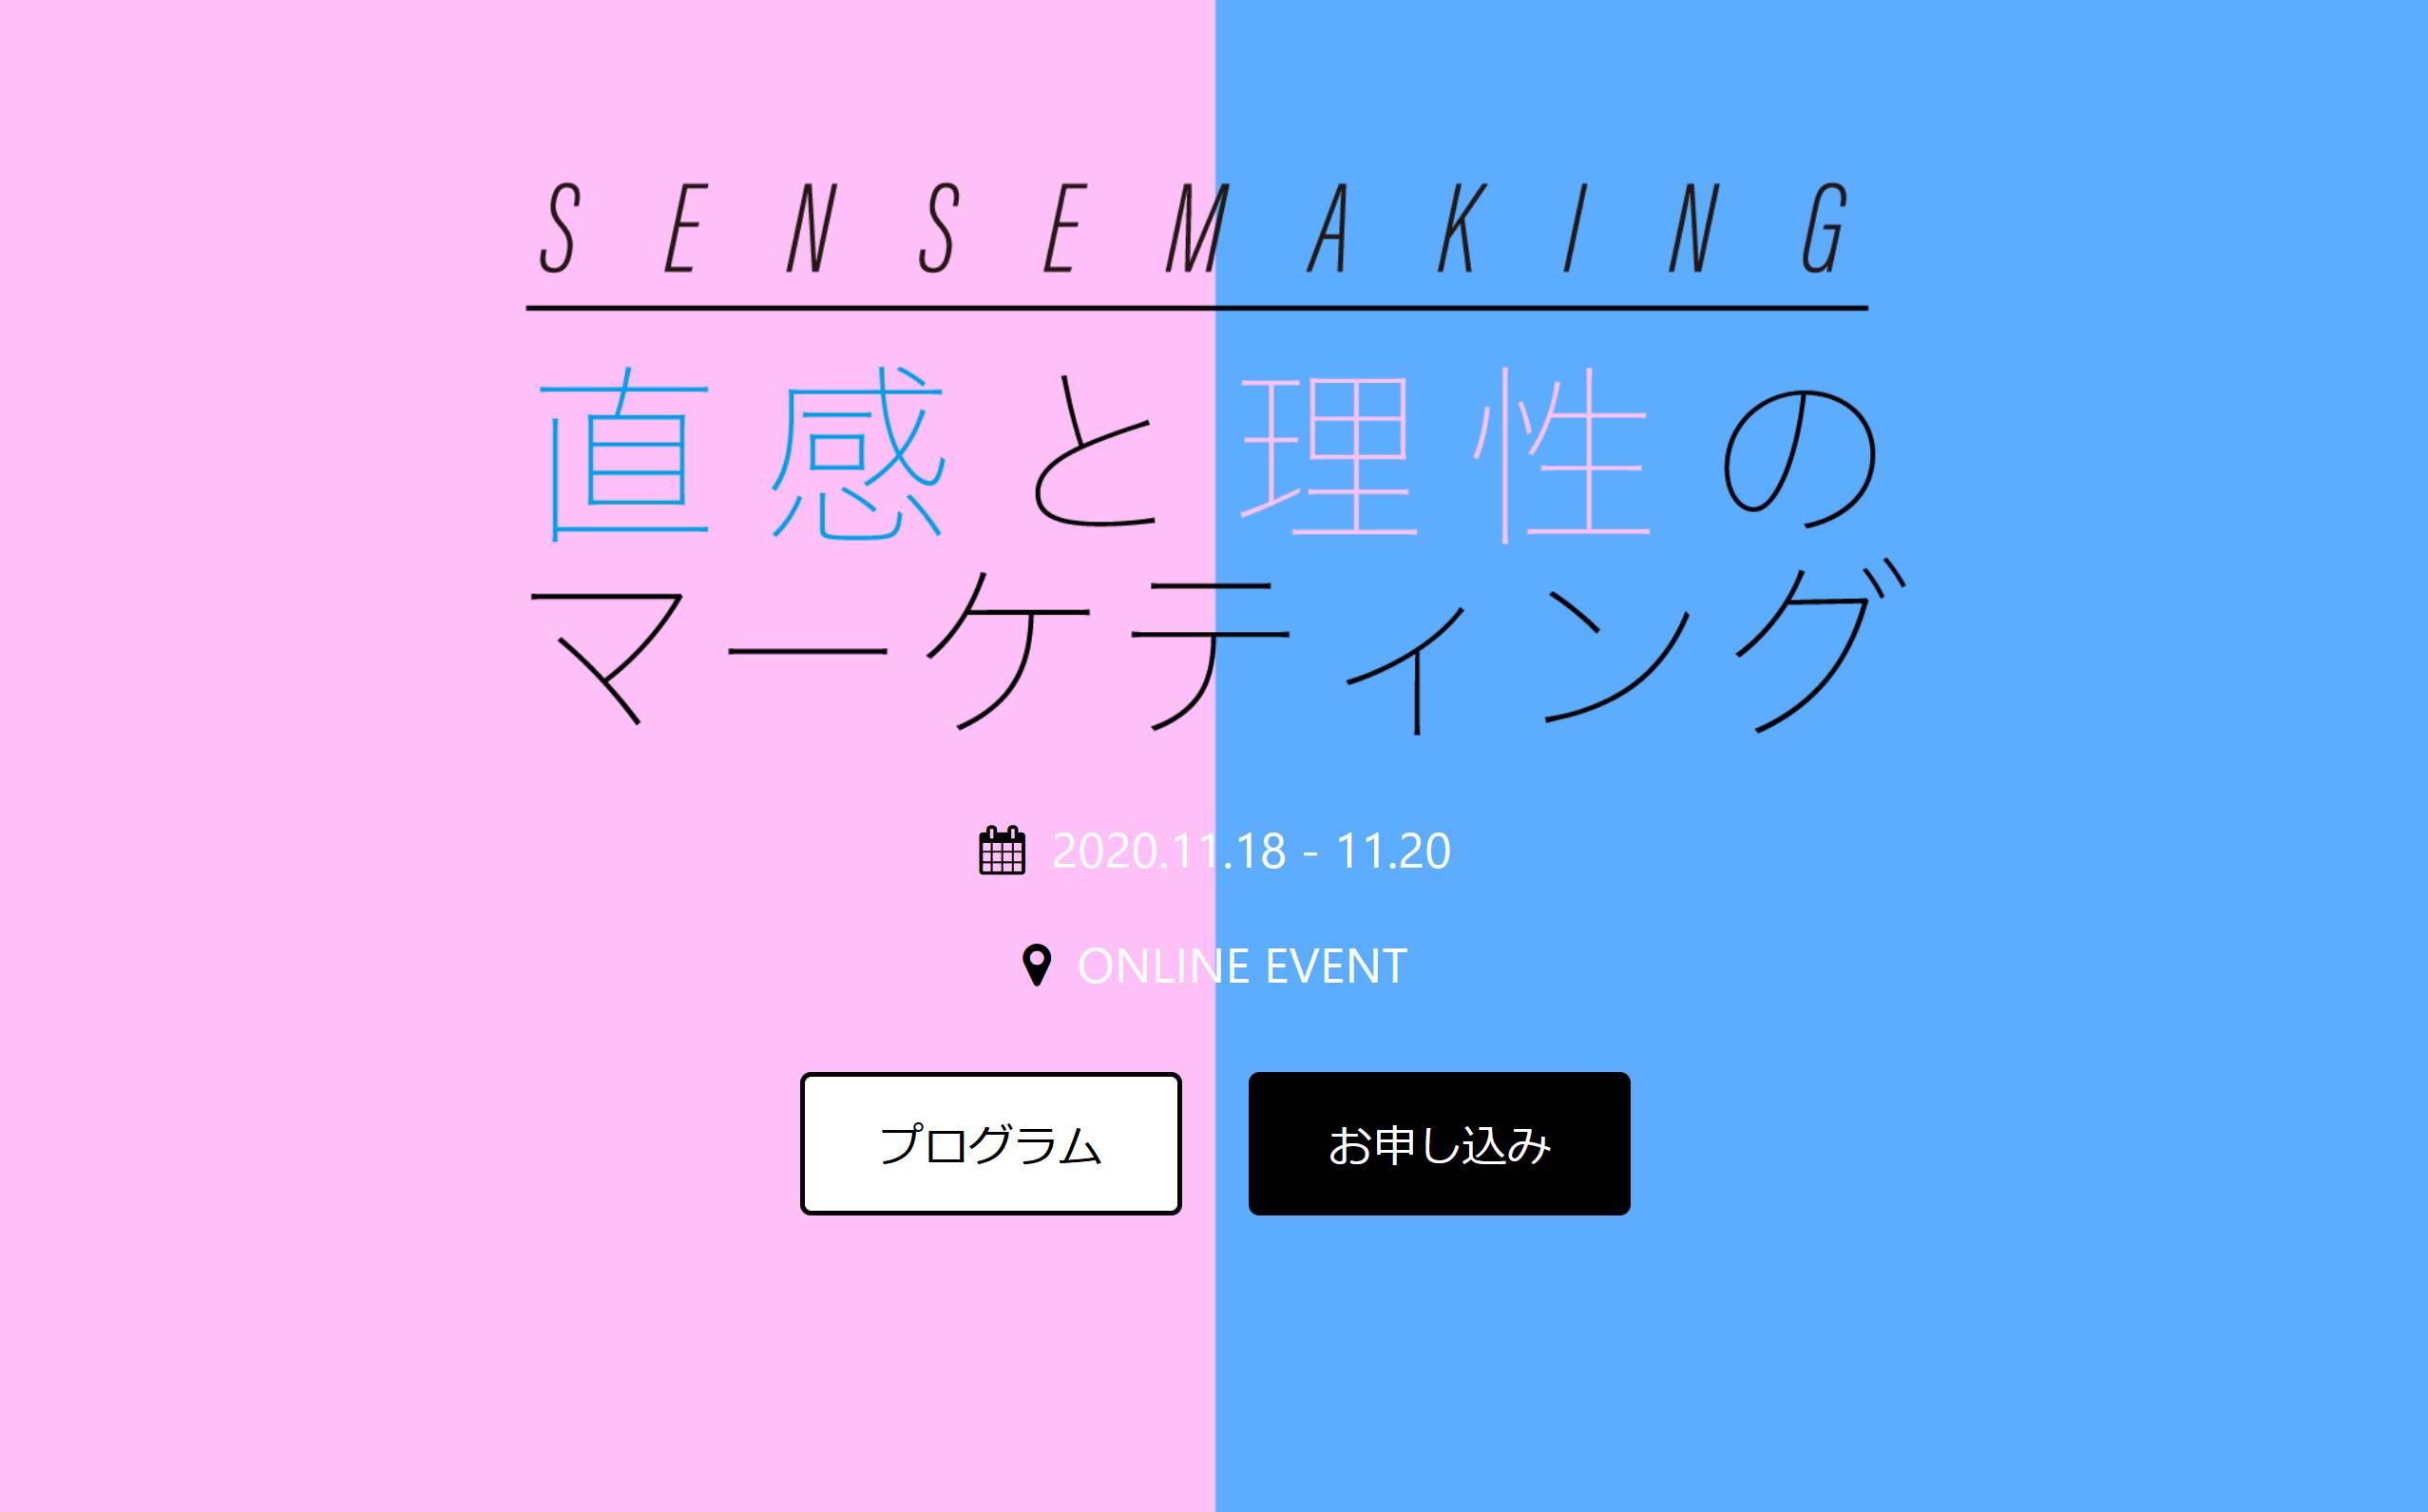 SENSEMAKING
直感と理性の
マーケティング
2020.11.18 - 11.20
ONLINE EVENT
プログラム
お申し込み